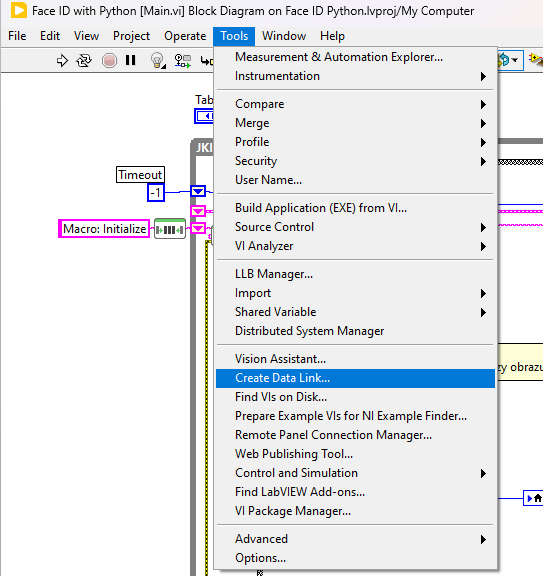 Face ID with Python [Main.vi] Block Diagram on Face ID Python.lvproj/My Computer
File Edit View Project Operate Tools Window Help
Measurement & Automation Explorer...
Instrumentation
Tab
Compare
Merge
JKI
Profile
Security
Timeout
User Name...
-1
Build Application (EXE) from VI...
Macro: Initialize
Source Control
VI Analyzer
LLB Manager...
Import
Shared Variable
Distributed System Manager
Vision Assistant...
zy obrazu
Create Data Link...
Find VIs on Disk...
Prepare Example VIs for NI Example Finder...
Remote Panel Connection Manager...
Web Publishing Tool...
Control and Simulation
Find LabVIEW Add-ons...
VI Package Manager...
Advanced
Options...